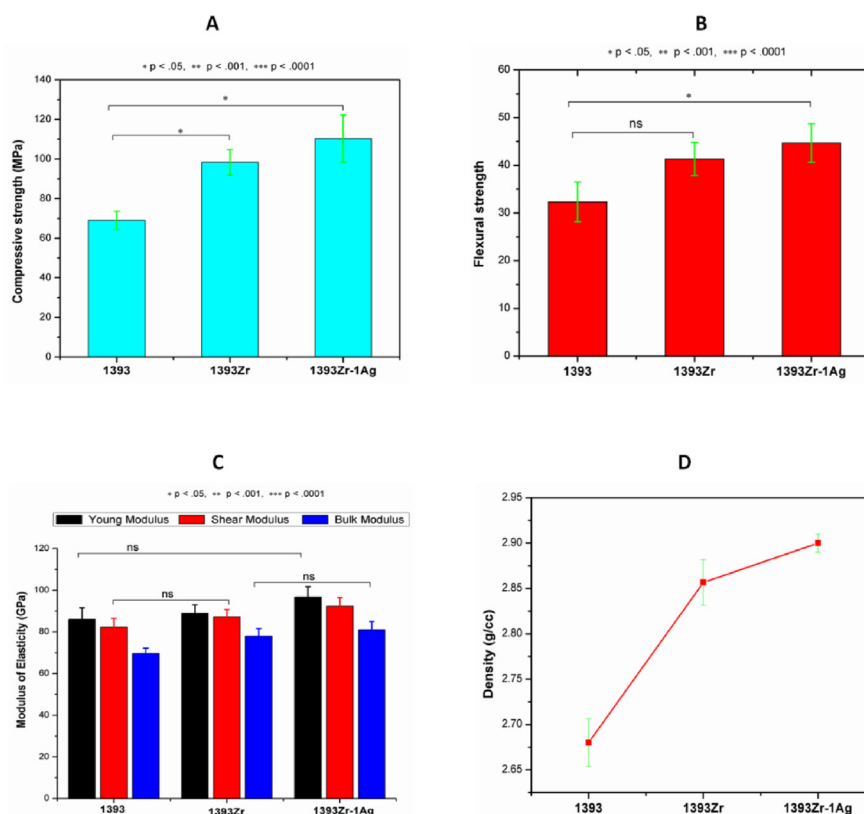 A
* p < .05, ** p < .001, *** p < .0001
Compressive strength (MPa)
140
120
100
80
60
40
20
0
*
*
1393
1393Zr
1393Zr-1Ag
B
* p < .05, ** p < .001, *** p < .0001
Flexural strength
60
50
40
30
20
10
0
*
ns
1393
1393Zr
1393Zr-1Ag
C
* p < .05, ** p < .001, *** p < .0001
Young Modulus Shear Modulus Bulk Modulus
Modulus of Elasticity (GPa)
120
100
80
60
40
20
0
ns
ns
ns
1393
1393Zr
1393Zr-1Ag
D
Density (g/cc)
2.95
2.90
2.85
2.80
2.75
2.70
2.65
1393
1393Zr
1393Zr-1Ag